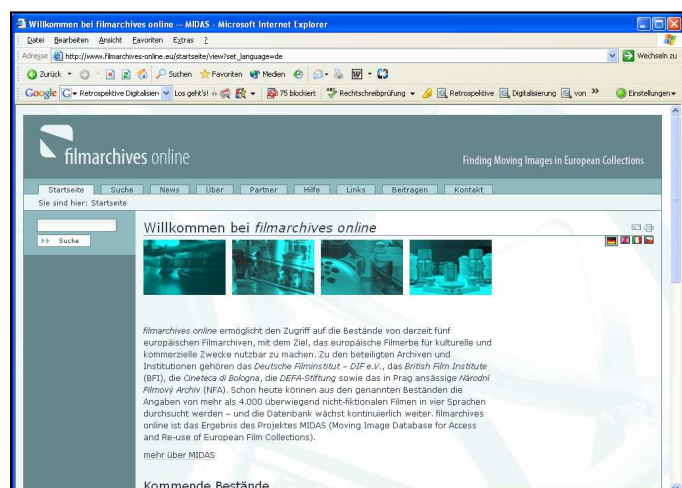 Willkommen bei filmarchives online — MIDAS - Microsoft Internet Explorer
Datei Bearbeiten Ansicht Favoriten Extras ?
Adresse http://www.filmarchives-online.eu/startseite/view?set_language=de Wechseln zu
Zurück Suchen Favoriten Medien
Google Retrospektive Digitalisier Los geht's! 75 blockiert Rechtschreibprüfung Retrospektive Digitalisierung von Einstellungen
filmarchives online
Finding Moving Images in European Collections
Startseite Suche News Über Partner Hilfe Links Beitragen Kontakt
Sie sind hier: Startseite
Suche
Willkommen bei filmarchives online
filmarchives online ermöglicht den Zugriff auf die Bestände von derzeit fünf
europäischen Filmarchiven, mit dem Ziel, das europäische Filmerbe für kulturelle und
kommerzielle Zwecke nutzbar zu machen. Zu den beteiligten Archiven und
Institutionen gehören das Deutsche Filminstitut - DIF e.V., das British Film Institute
(BFI), die Cineteca di Bologna, die DEFA-Stiftung sowie das in Prag ansässige Národní
Filmový Archiv (NFA). Schon heute können aus den genannten Beständen die
Angaben von mehr als 4.000 überwiegend nicht-fiktionalen Filmen in vier Sprachen
durchsucht werden – und die Datenbank wächst kontinuierlich weiter. filmarchives
online ist das Ergebnis des Projektes MIDAS (Moving Image Database for Access
and Re-use of European Film Collections).
mehr über MIDAS
Kommende Bestände